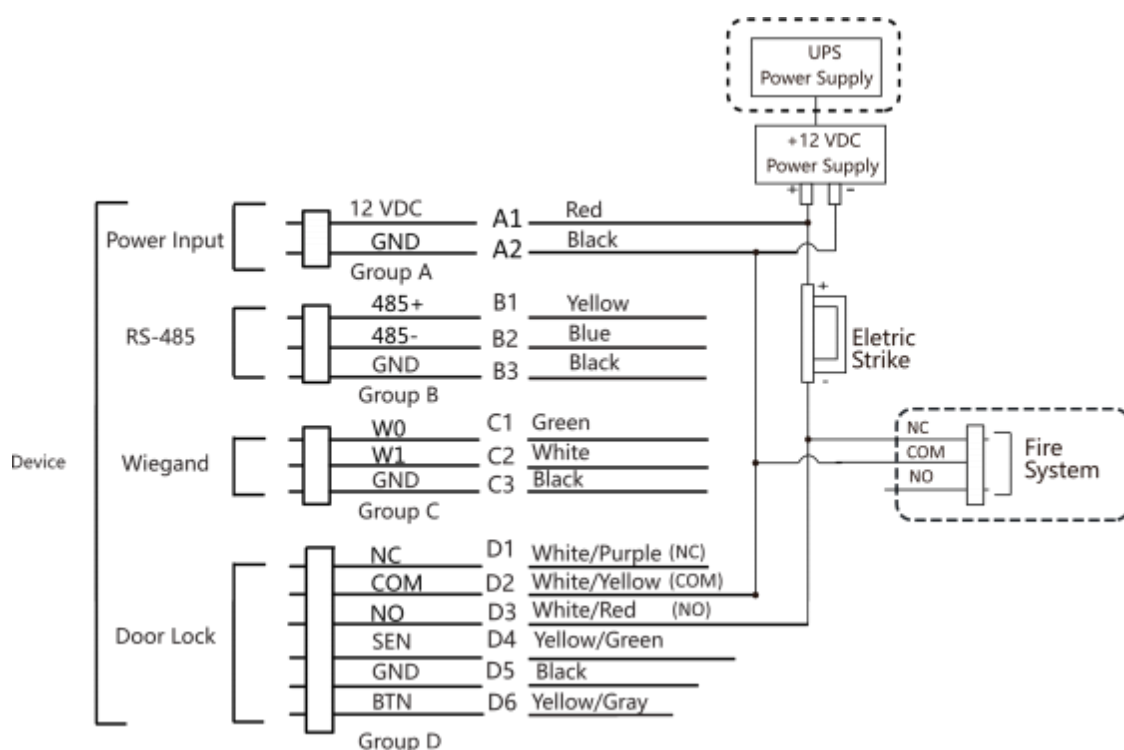 UPS
Power Supply
+12 VDC
Power Supply
+ -
Device
Power Input
12 VDC A1 Red
GND A2 Black
Group A
RS-485
485+ B1 Yellow
485- B2 Blue
GND B3 Black
Group B
+
Eletric
Strike
-
Wiegand
W0 C1 Green
W1 C2 White
GND C3 Black
Group C
NC
COM
NO
Fire
System
Door Lock
NC D1 White/Purple (NC)
COM D2 White/Yellow (COM)
NO D3 White/Red (NO)
SEN D4 Yellow/Green
GND D5 Black
BTN D6 Yellow/Gray
Group D